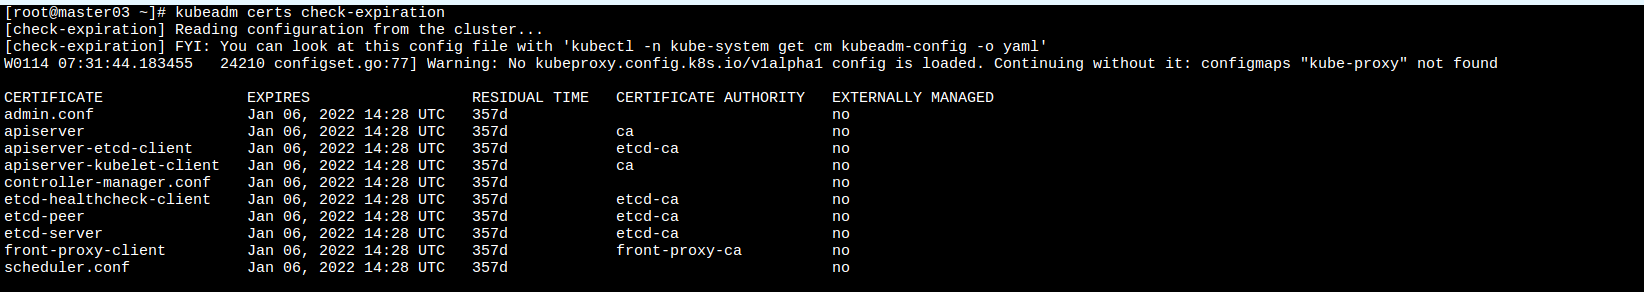 [root@master03 ~]# kubeadm certs check-expiration
[check-expiration] Reading configuration from the cluster...
[check-expiration] FYI: You can look at this config file with 'kubectl -n kube-system get cm kubeadm-config -o yaml'
W0114 07:31:44.183455   24210 configset.go:77] Warning: No kubeproxy.config.k8s.io/v1alpha1 config is loaded. Continuing without it: configmaps "kube-proxy" not found

CERTIFICATE                EXPIRES                  RESIDUAL TIME   CERTIFICATE AUTHORITY   EXTERNALLY MANAGED
admin.conf                 Jan 06, 2022 14:28 UTC   357d                                    no
apiserver                  Jan 06, 2022 14:28 UTC   357d            ca                      no
apiserver-etcd-client      Jan 06, 2022 14:28 UTC   357d            etcd-ca                 no
apiserver-kubelet-client   Jan 06, 2022 14:28 UTC   357d            ca                      no
controller-manager.conf    Jan 06, 2022 14:28 UTC   357d                                    no
etcd-healthcheck-client    Jan 06, 2022 14:28 UTC   357d            etcd-ca                 no
etcd-peer                  Jan 06, 2022 14:28 UTC   357d            etcd-ca                 no
etcd-server                Jan 06, 2022 14:28 UTC   357d            etcd-ca                 no
front-proxy-client         Jan 06, 2022 14:28 UTC   357d            front-proxy-ca          no
scheduler.conf             Jan 06, 2022 14:28 UTC   357d                                    no